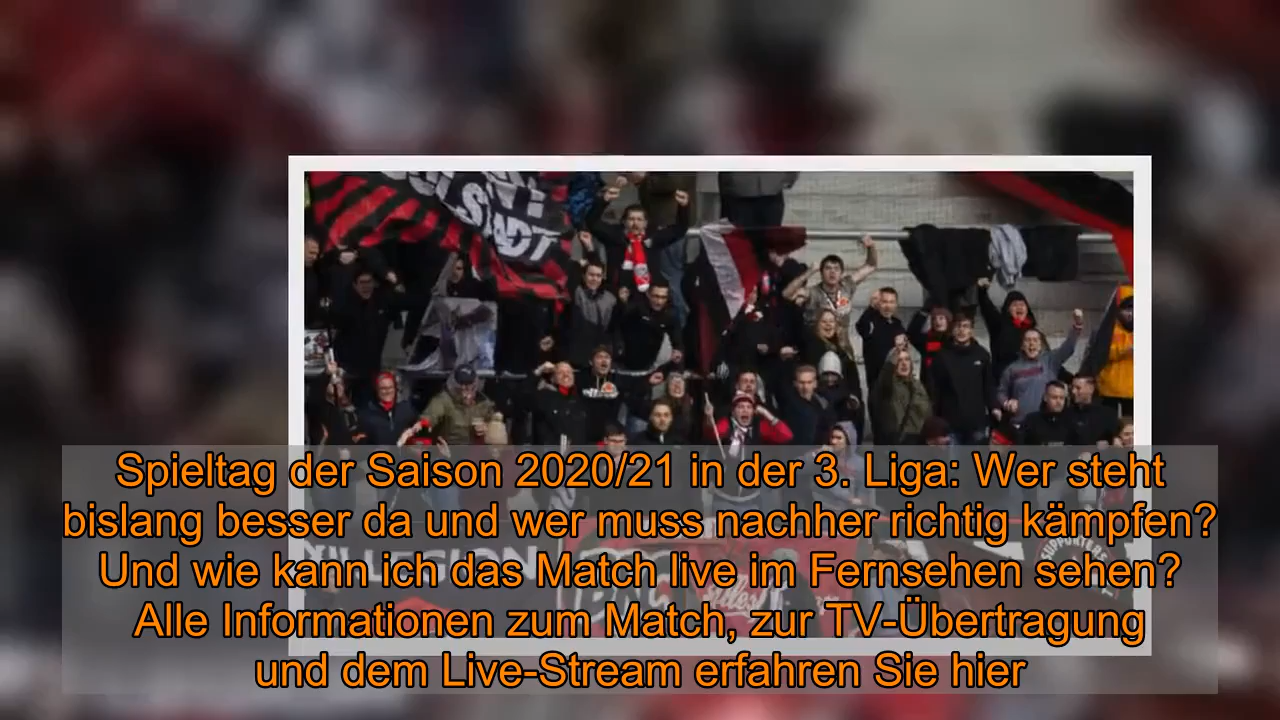 STADT
Spieltag der Saison 2020/21 in der 3. Liga: Wer steht
bislang besser da und wer muss nachher richtig kämpfen?
Und wie kann ich das Match live im Fernsehen sehen?
Alle Informationen zum Match, zur TV-Übertragung
und dem Live-Stream erfahren Sie hier
SUPPORTERS